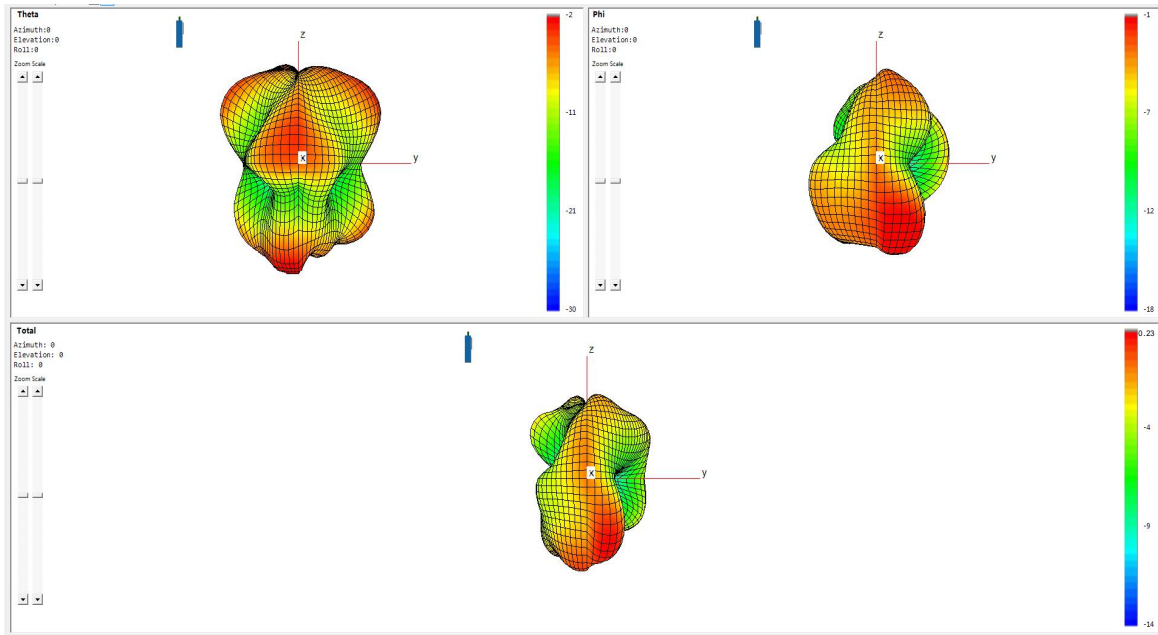 Theta
Azimuth:0
Elevation:0
Roll:0
Zoom Scale
z
x
y
-2
-11
-21
-30
Phi
Azimuth:0
Elevation:0
Roll:0
Zoom Scale
z
x
y
-1
-7
-12
-18
Total
Azimuth: 0
Elevation: 0
Roll: 0
Zoom Scale
z
x
y
0.23
-4
-9
-14